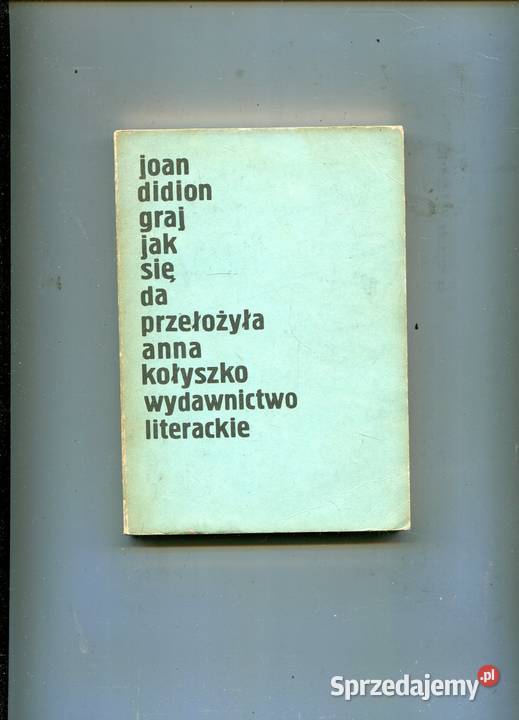 joan
didion
graj
jak
się
da
przełożyła
anna
kołyszko
wydawnictwo
literackie
Sprzedajemy.pl